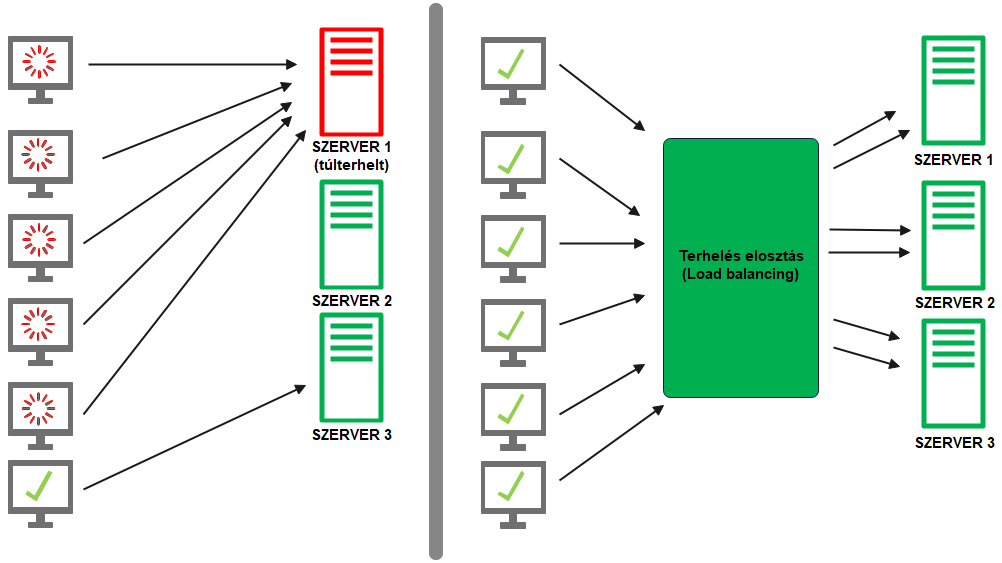 SZERVER 1
(túlterhelt)
SZERVER 2
SZERVER 3
Terhelés elosztás
(Load balancing)
SZERVER 1
SZERVER 2
SZERVER 3